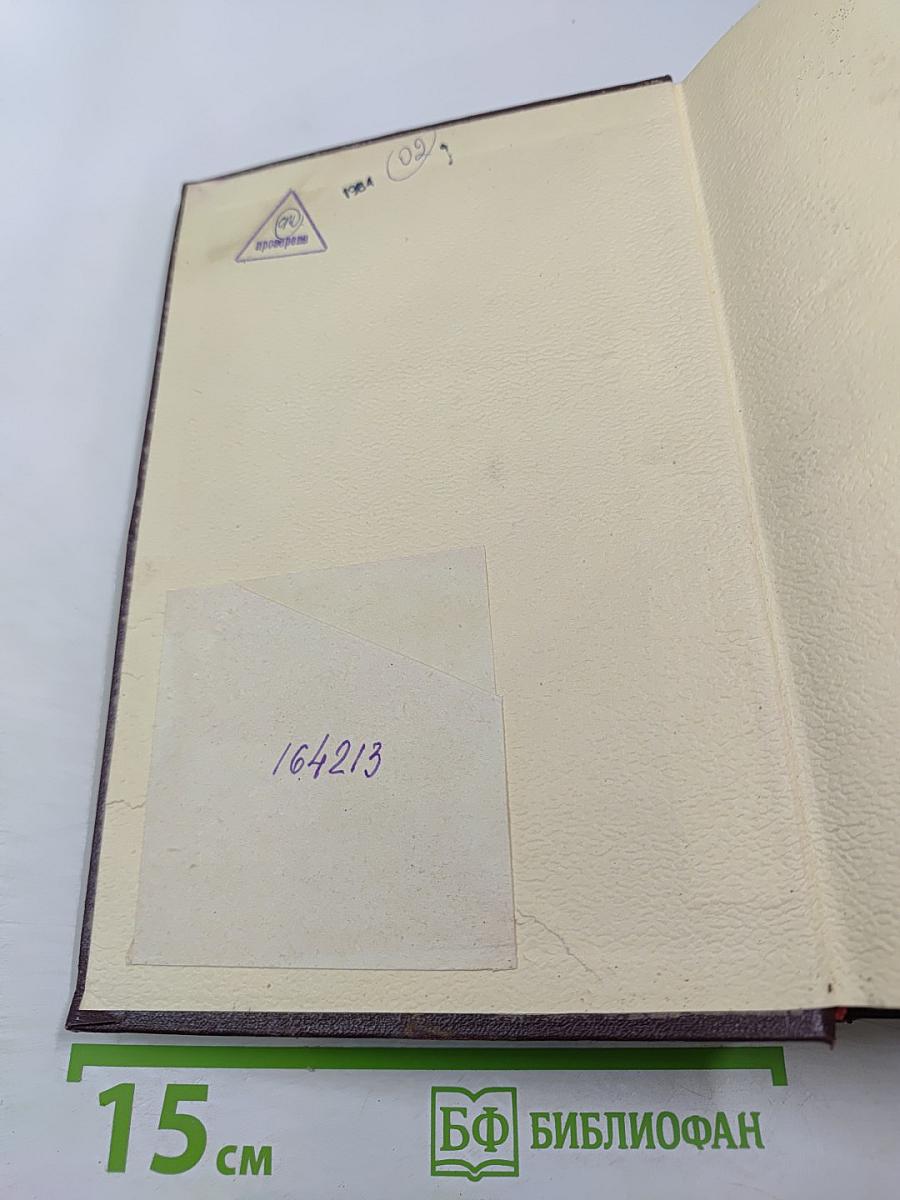 1984
02
проверено
164213
15 см
БФ БИБЛИОФАН